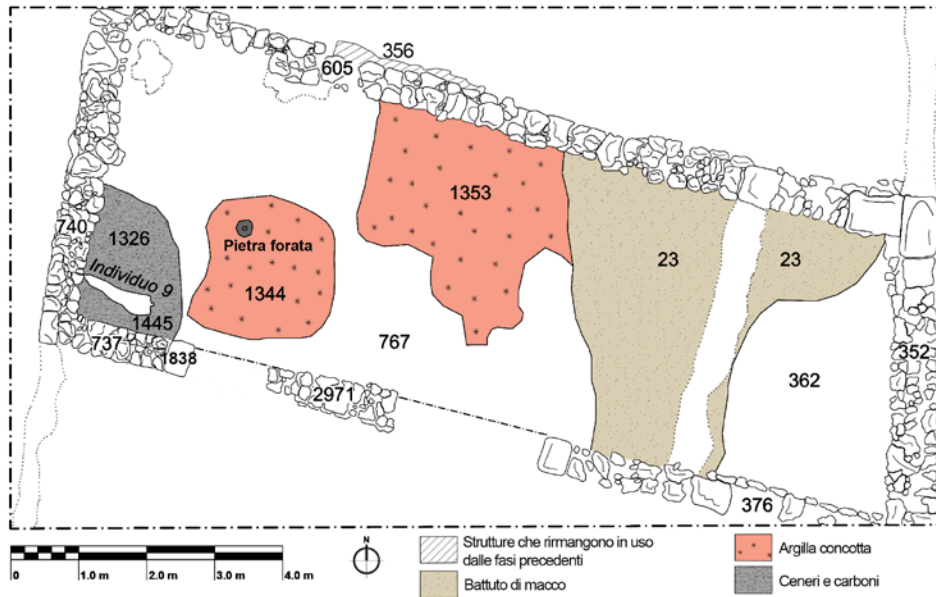 356
605
1353
740
1326
Pietra forata
23
23
Individuo 9
1344
1445
737
1838
767
352
2971
362
376
0 1.0 m 2.0 m 3.0 m 4.0 m
N
Strutture che rirmangono in uso
dalle fasi precedenti
Battuto di macco
Argilla concotta
Ceneri e carboni